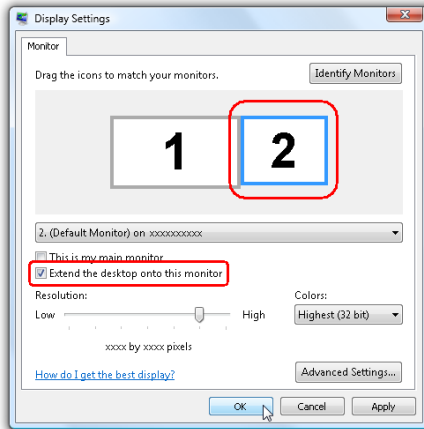 Display Settings
Monitor
Drag the icons to match your monitors.
Identify Monitors
1
2
2. (Default Monitor) on xxxxxxxxxx
This is my main monitor
Extend the desktop onto this monitor
Resolution:
Colors:
Low
High
Highest (32 bit)
xxxx by xxxx pixels
How do I get the best display?
Advanced Settings...
OK
Cancel
Apply